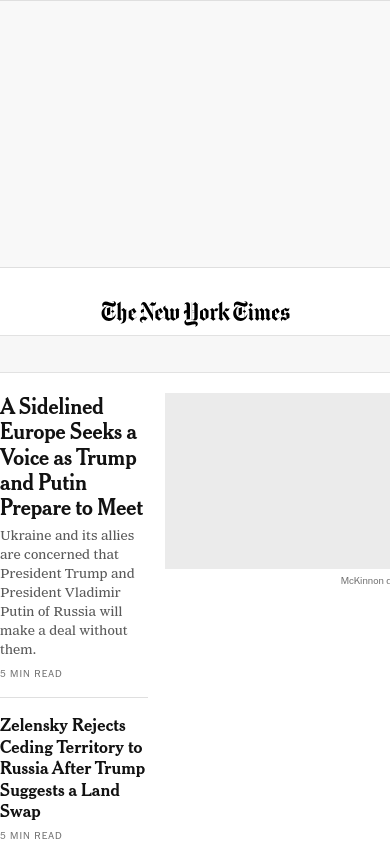 The New York Times
A Sidelined
Europe Seeks a
Voice as Trump
and Putin
Prepare to Meet
Ukraine and its allies
are concerned that
President Trump and
President Vladimir
Putin of Russia will
make a deal without
them.
5 MIN READ
McKinnon
Zelensky Rejects
Ceding Territory to
Russia After Trump
Suggests a Land
Swap
5 MIN READ